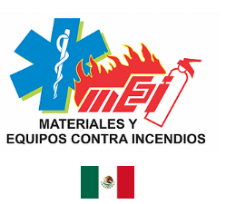 mEi
MATERIALES Y
EQUIPOS CONTRA INCENDIOS